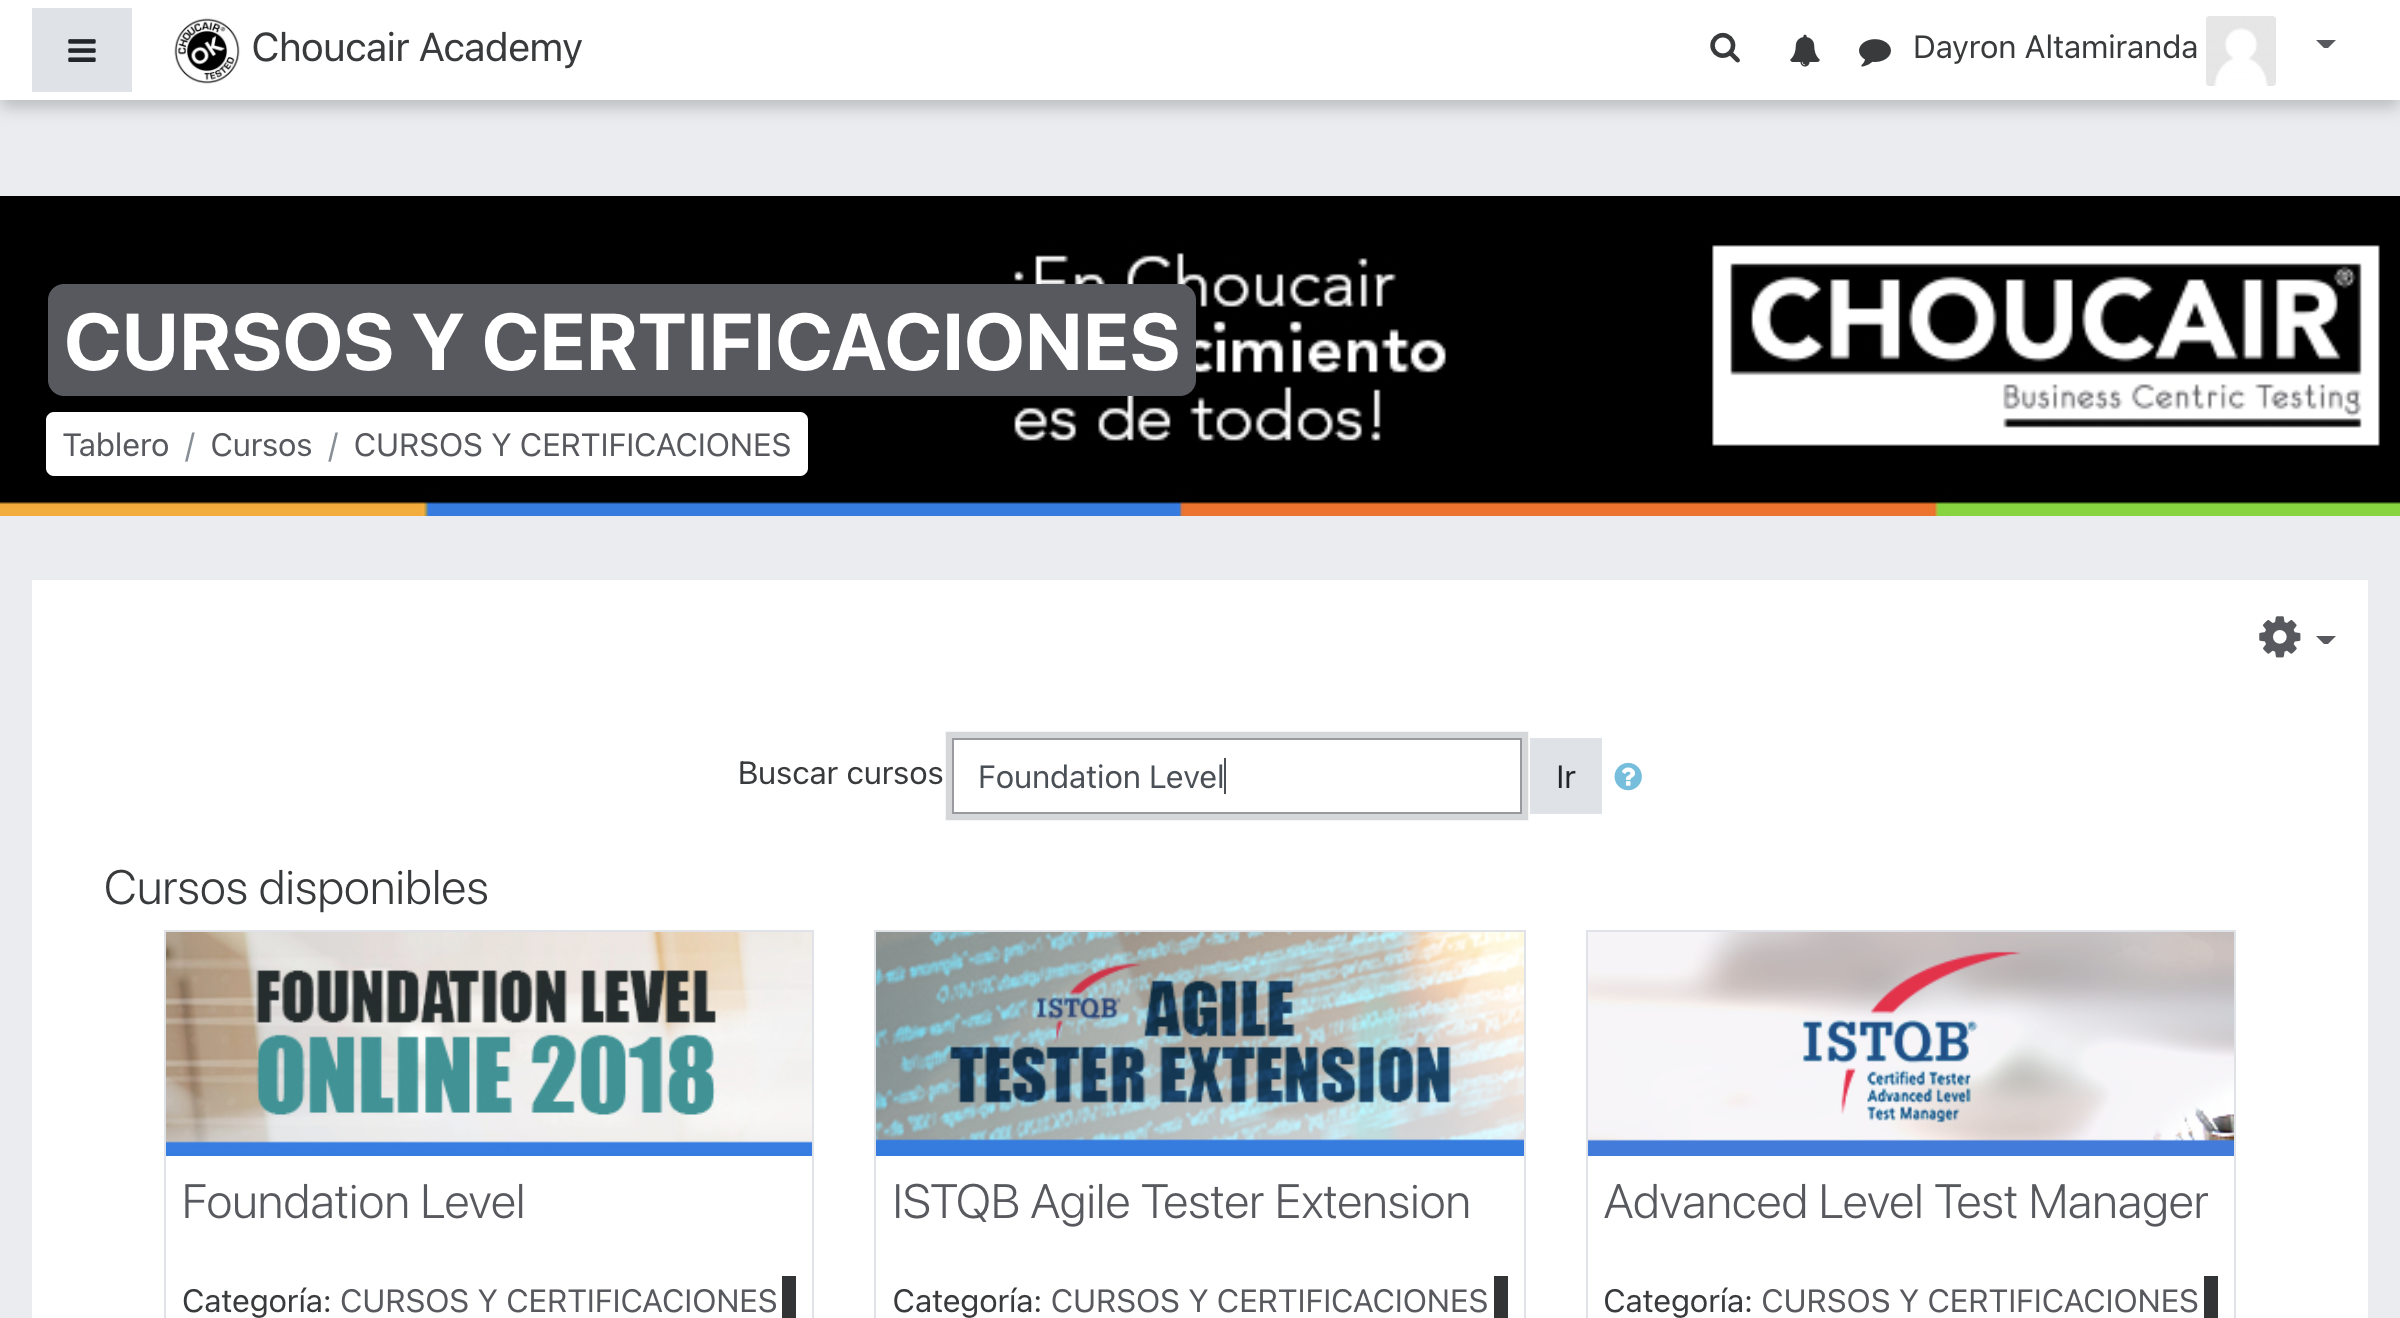 CHOUCAIR®
OK
TESTED
Choucair Academy
Dayron Altamiranda
¡En Choucair
cimiento
es de todos!
CURSOS Y CERTIFICACIONES
Tablero / Cursos / CURSOS Y CERTIFICACIONES
CHOUCAIR®
Business Centric Testing
Buscar cursos
Foundation Level
Ir
?
Cursos disponibles
FOUNDATION LEVEL
ONLINE 2018
Foundation Level
Categoría: CURSOS Y CERTIFICACIONES
ISTQB AGILE
TESTER EXTENSION
ISTQB Agile Tester Extension
Categoría: CURSOS Y CERTIFICACIONES
ISTQB®
Certified Tester
Advanced Level
Test Manager
Advanced Level Test Manager
Categoría: CURSOS Y CERTIFICACIONES